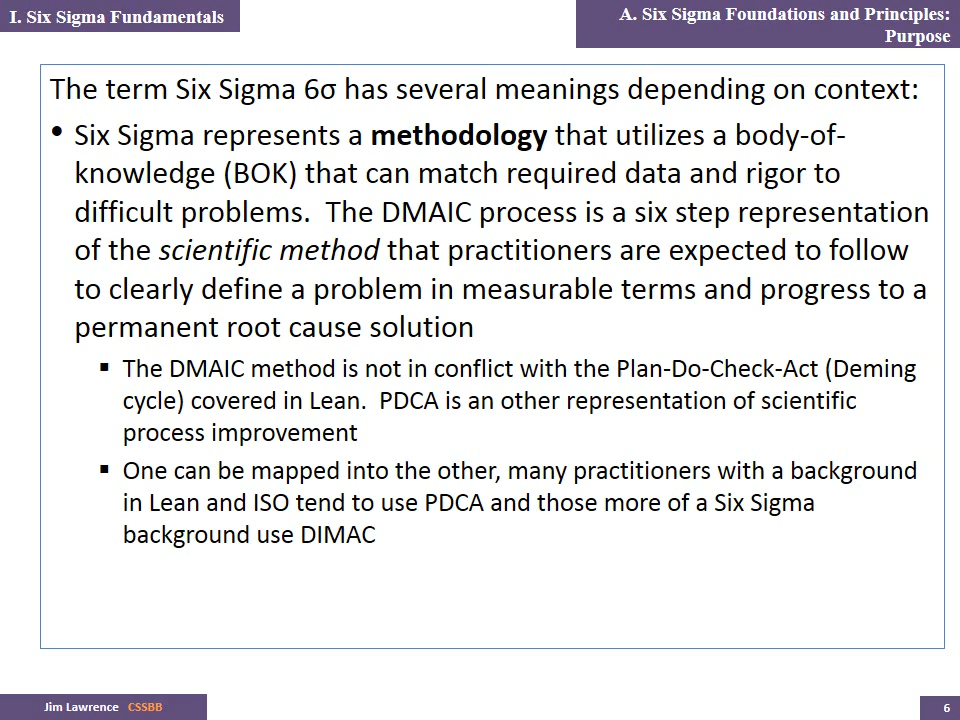 I. Six Sigma Fundamentals
A. Six Sigma Foundations and Principles:
Purpose
The term Six Sigma 6σ has several meanings depending on context:
• Six Sigma represents a methodology that utilizes a body-of-
knowledge (BOK) that can match required data and rigor to
difficult problems.  The DMAIC process is a six step representation
of the scientific method that practitioners are expected to follow
to clearly define a problem in measurable terms and progress to a
permanent root cause solution
▪ The DMAIC method is not in conflict with the Plan-Do-Check-Act (Deming
cycle) covered in Lean.  PDCA is an other representation of scientific
process improvement
▪ One can be mapped into the other, many practitioners with a background
in Lean and ISO tend to use PDCA and those more of a Six Sigma
background use DIMAC
Jim Lawrence CSSBB
6